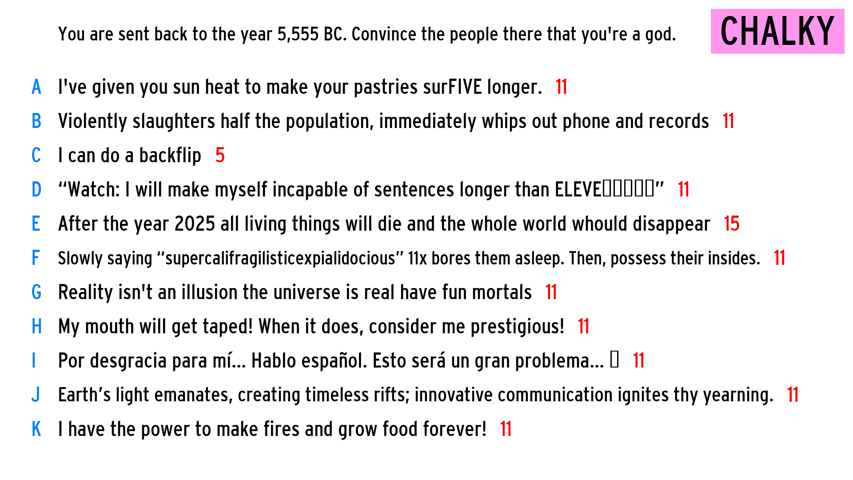 You are sent back to the year 5,555 BC. Convince the people there that you're a god.
CHALKY
A I've given you sun heat to make your pastries surFIVE longer. 11
B Violently slaughters half the population, immediately whips out phone and records 11
C I can do a backflip 5
D “Watch: I will make myself incapable of sentences longer than ELEVE▯▯▯▯▯” 11
E After the year 2025 all living things will die and the whole world whould disappear 15
F Slowly saying “supercalifragilisticexpialidocious” 11x bores them asleep. Then, possess their insides. 11
G Reality isn't an illusion the universe is real have fun mortals 11
H My mouth will get taped! When it does, consider me prestigious! 11
I Por desgracia para mí... Hablo español. Esto será un gran problema... ▯ 11
J Earth’s light emanates, creating timeless rifts; innovative communication ignites thy yearning. 11
K I have the power to make fires and grow food forever! 11